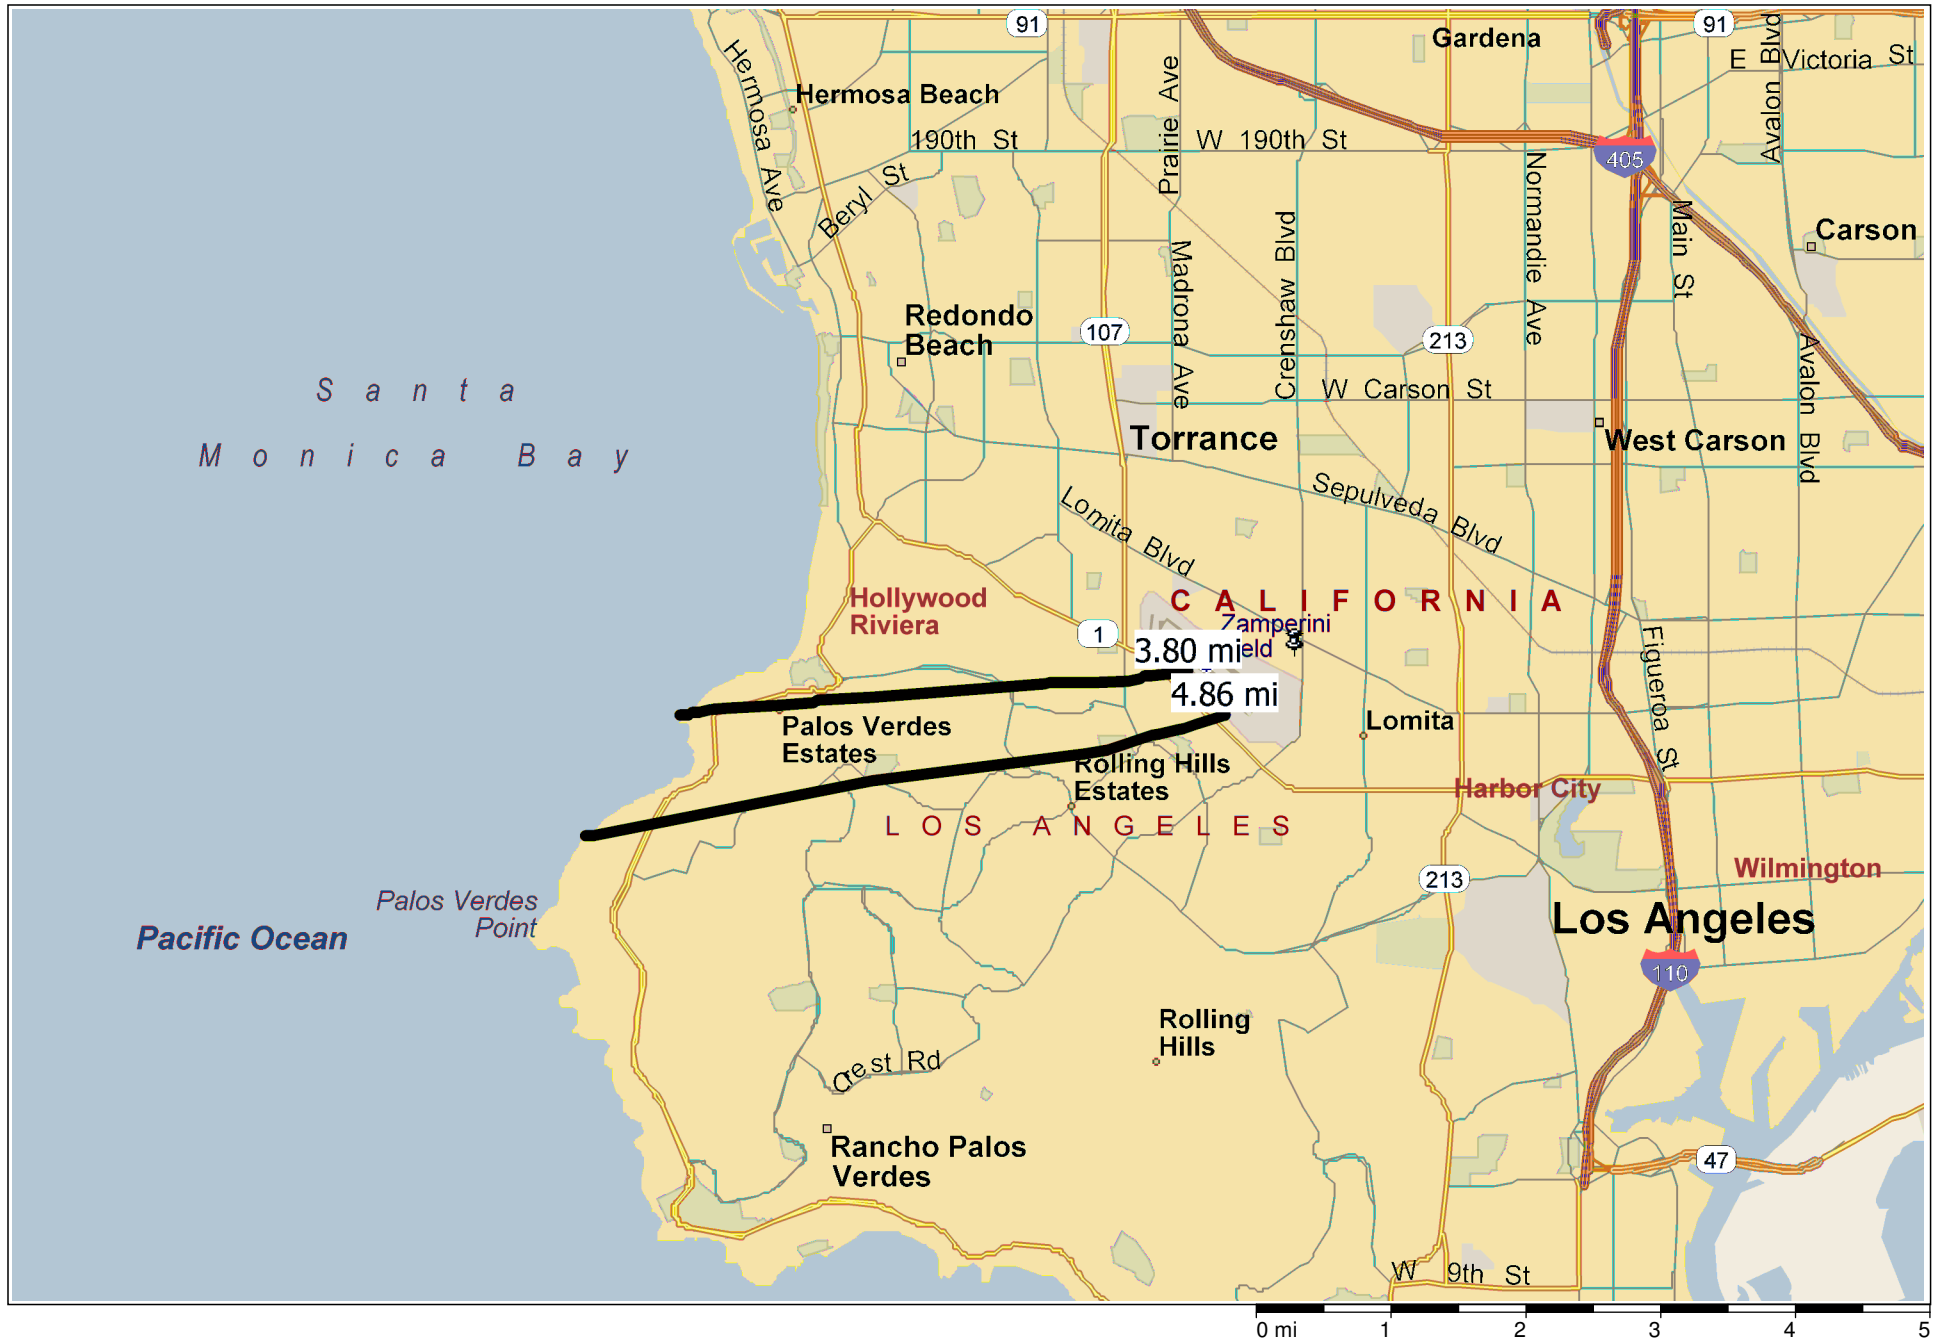 91
Gardena
91
E Victoria St
Avalon Blvd
Hermosa Ave
Hermosa Beach
Prairie Ave
190th St
W 190th St
405
Beryl St
Normandie Ave
Main St
Carson
Madrona Ave
Crenshaw Blvd
Redondo
Beach
107
213
Avalon Blvd
Santa
Monica Bay
W Carson St
Torrance
West Carson
Sepulveda Blvd
Lomita Blvd
Hollywood
Riviera
CALIFORNIA
1
Zamperini
eld
3.80 mi
4.86 mi
Figueroa St
Palos Verdes
Estates
Lomita
Rolling Hills
Estates
Harbor City
LOS ANGELES
Wilmington
213
Palos Verdes
Point
Pacific Ocean
Los Angeles
110
Rolling
Hills
Crest Rd
Rancho Palos
Verdes
47
W 9th St
0 mi 1 2 3 4 5